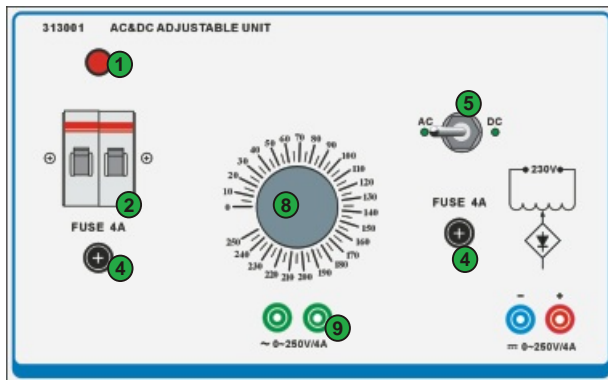 313001 AC&DC ADJUSTABLE UNIT
1
5
AC DC
2
FUSE 4A
4
0 10 20 30 40 50 60 70 80 90 100 110 120 130 140 150 160 170 180 190 200 210 220 230 240 250
8
230V
FUSE 4A
4
9
~ 0~250V/4A
- +
⎓ 0~250V/4A